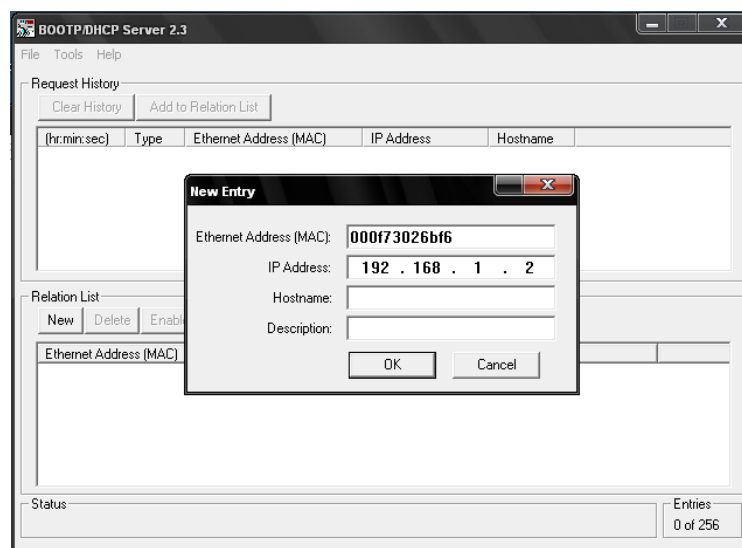 BOOTP/DHCP Server 2.3
File Tools Help
Request History
Clear History Add to Relation List
(hr:min:sec) Type Ethernet Address (MAC) IP Address Hostname
New Entry
Ethernet Address (MAC): 000f73026bf6
IP Address: 192 . 168 . 1 . 2
Hostname:
Description:
OK Cancel
Relation List
New Delete
Ethernet Address (MAC)
Status
Entries
0 of 256